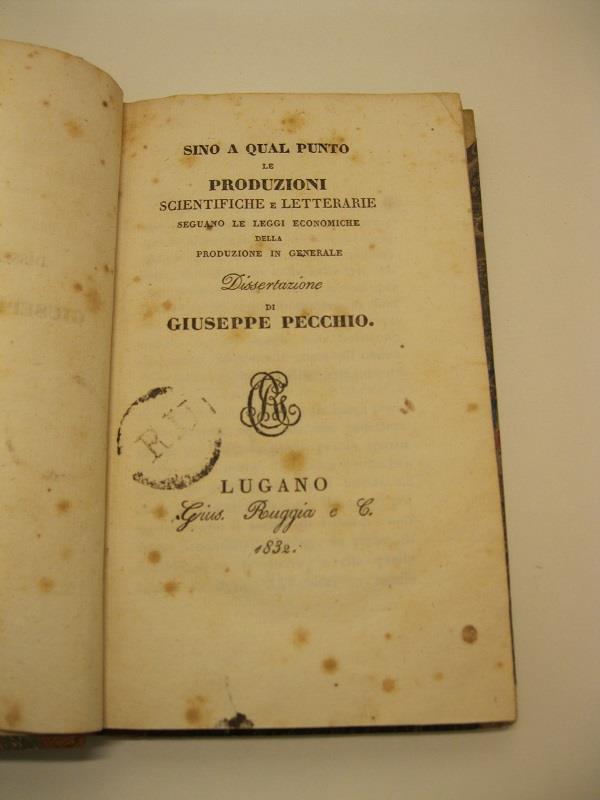 SINO A QUAL PUNTO
LE
PRODUZIONI
SCIENTIFICHE E LETTERARIE
SEGUANO LE LEGGI ECONOMICHE
DELLA
PRODUZIONE IN GENERALE
Dissertazione
DI
GIUSEPPE PECCHIO.
LUGANO
Gius. Ruggia e C.
1832.